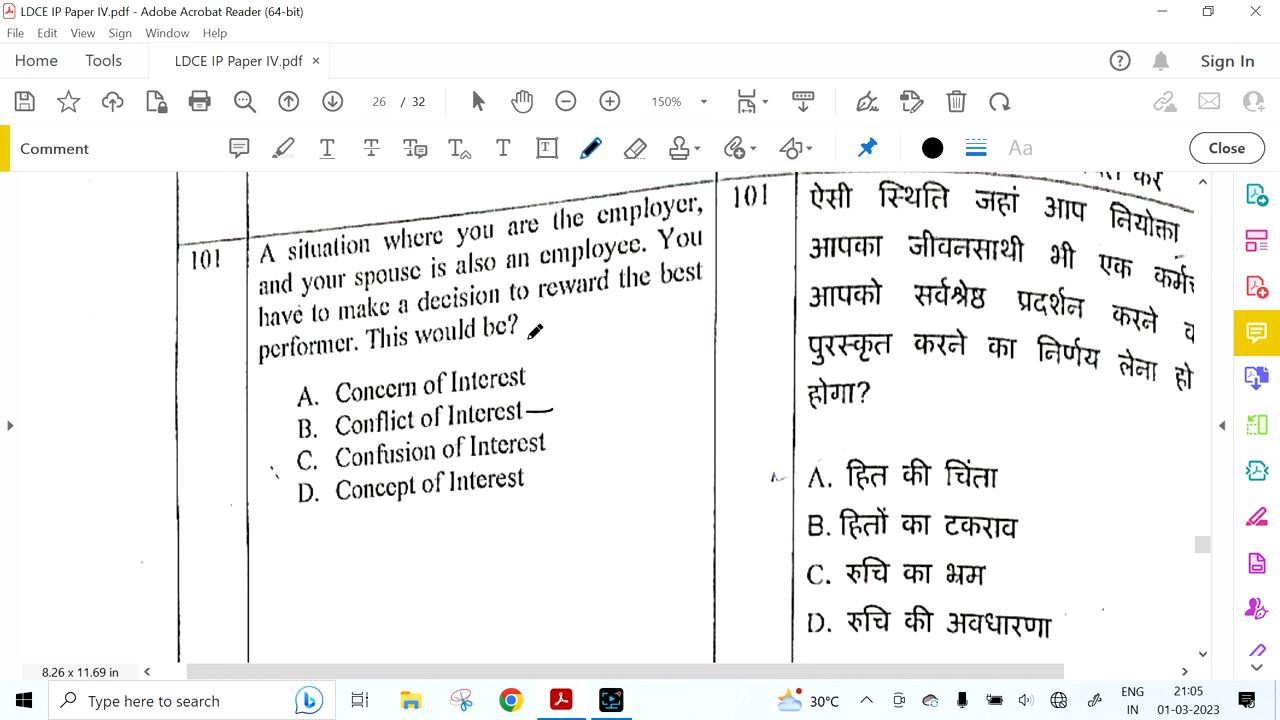 LDCE IP Paper IV.pdf - Adobe Acrobat Reader (64-bit)
File Edit View Sign Window Help
Home Tools LDCE IP Paper IV.pdf × Sign In
26 / 32 150%
Comment Aa Close
101
A situation where you are the employer,
and your spouse is also an employee. You
have to make a decision to reward the best
performer. This would be?
A. Concern of Interest
B. Conflict of Interest
C. Confusion of Interest
D. Concept of Interest
101
ऐसी स्थिति जहां आप नियोक्ता
आपका जीवनसाथी भी एक
आपको सर्वश्रेष्ठ प्रदर्शन करने
पुरस्कृत करने का निर्णय लेना हो
होगा?
A. हित की चिंता
B. हितों का टकराव
C. रुचि का भ्रम
D. रुचि की अवधारणा
8.26 x 11.69 in
Type here to search 30°C ENG 21:05
IN 01-03-2023